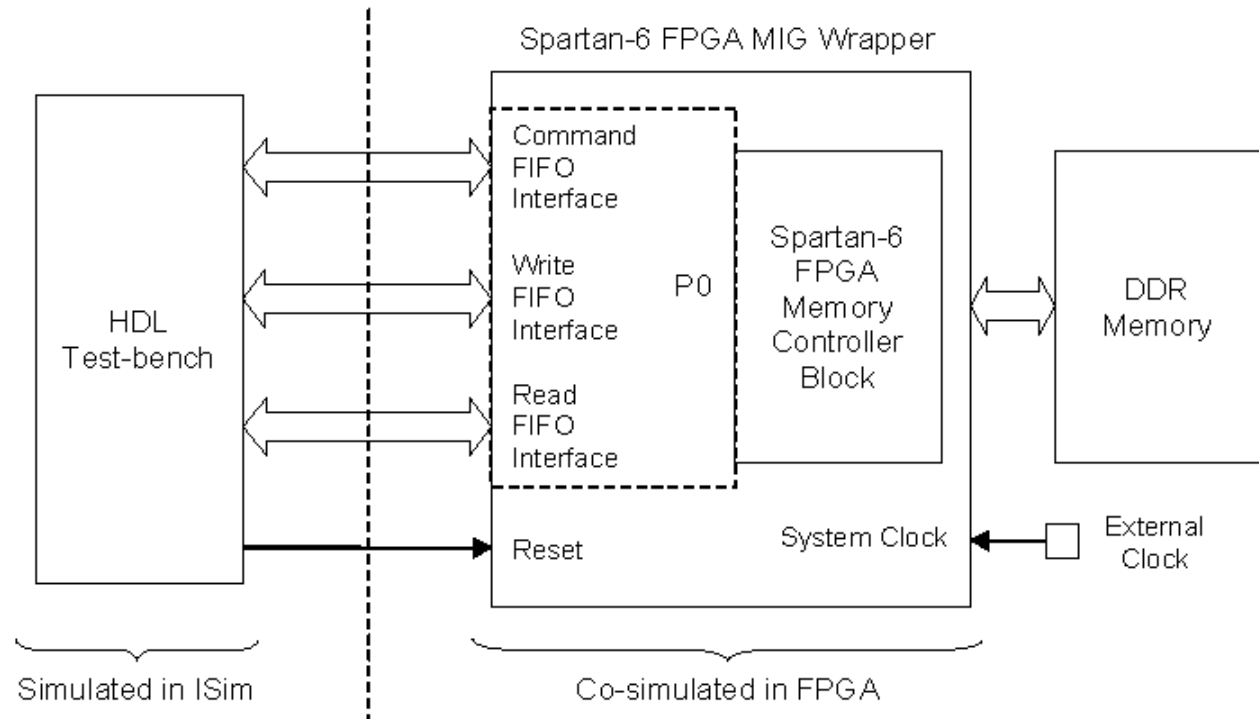 Spartan-6 FPGA MIG Wrapper
HDL
Test-bench
Command
FIFO
Interface
Write
FIFO
Interface
Read
FIFO
Interface
P0
Reset
Spartan-6
FPGA
Memory
Controller
Block
System Clock
DDR
Memory
External
Clock
Simulated in ISim
Co-simulated in FPGA